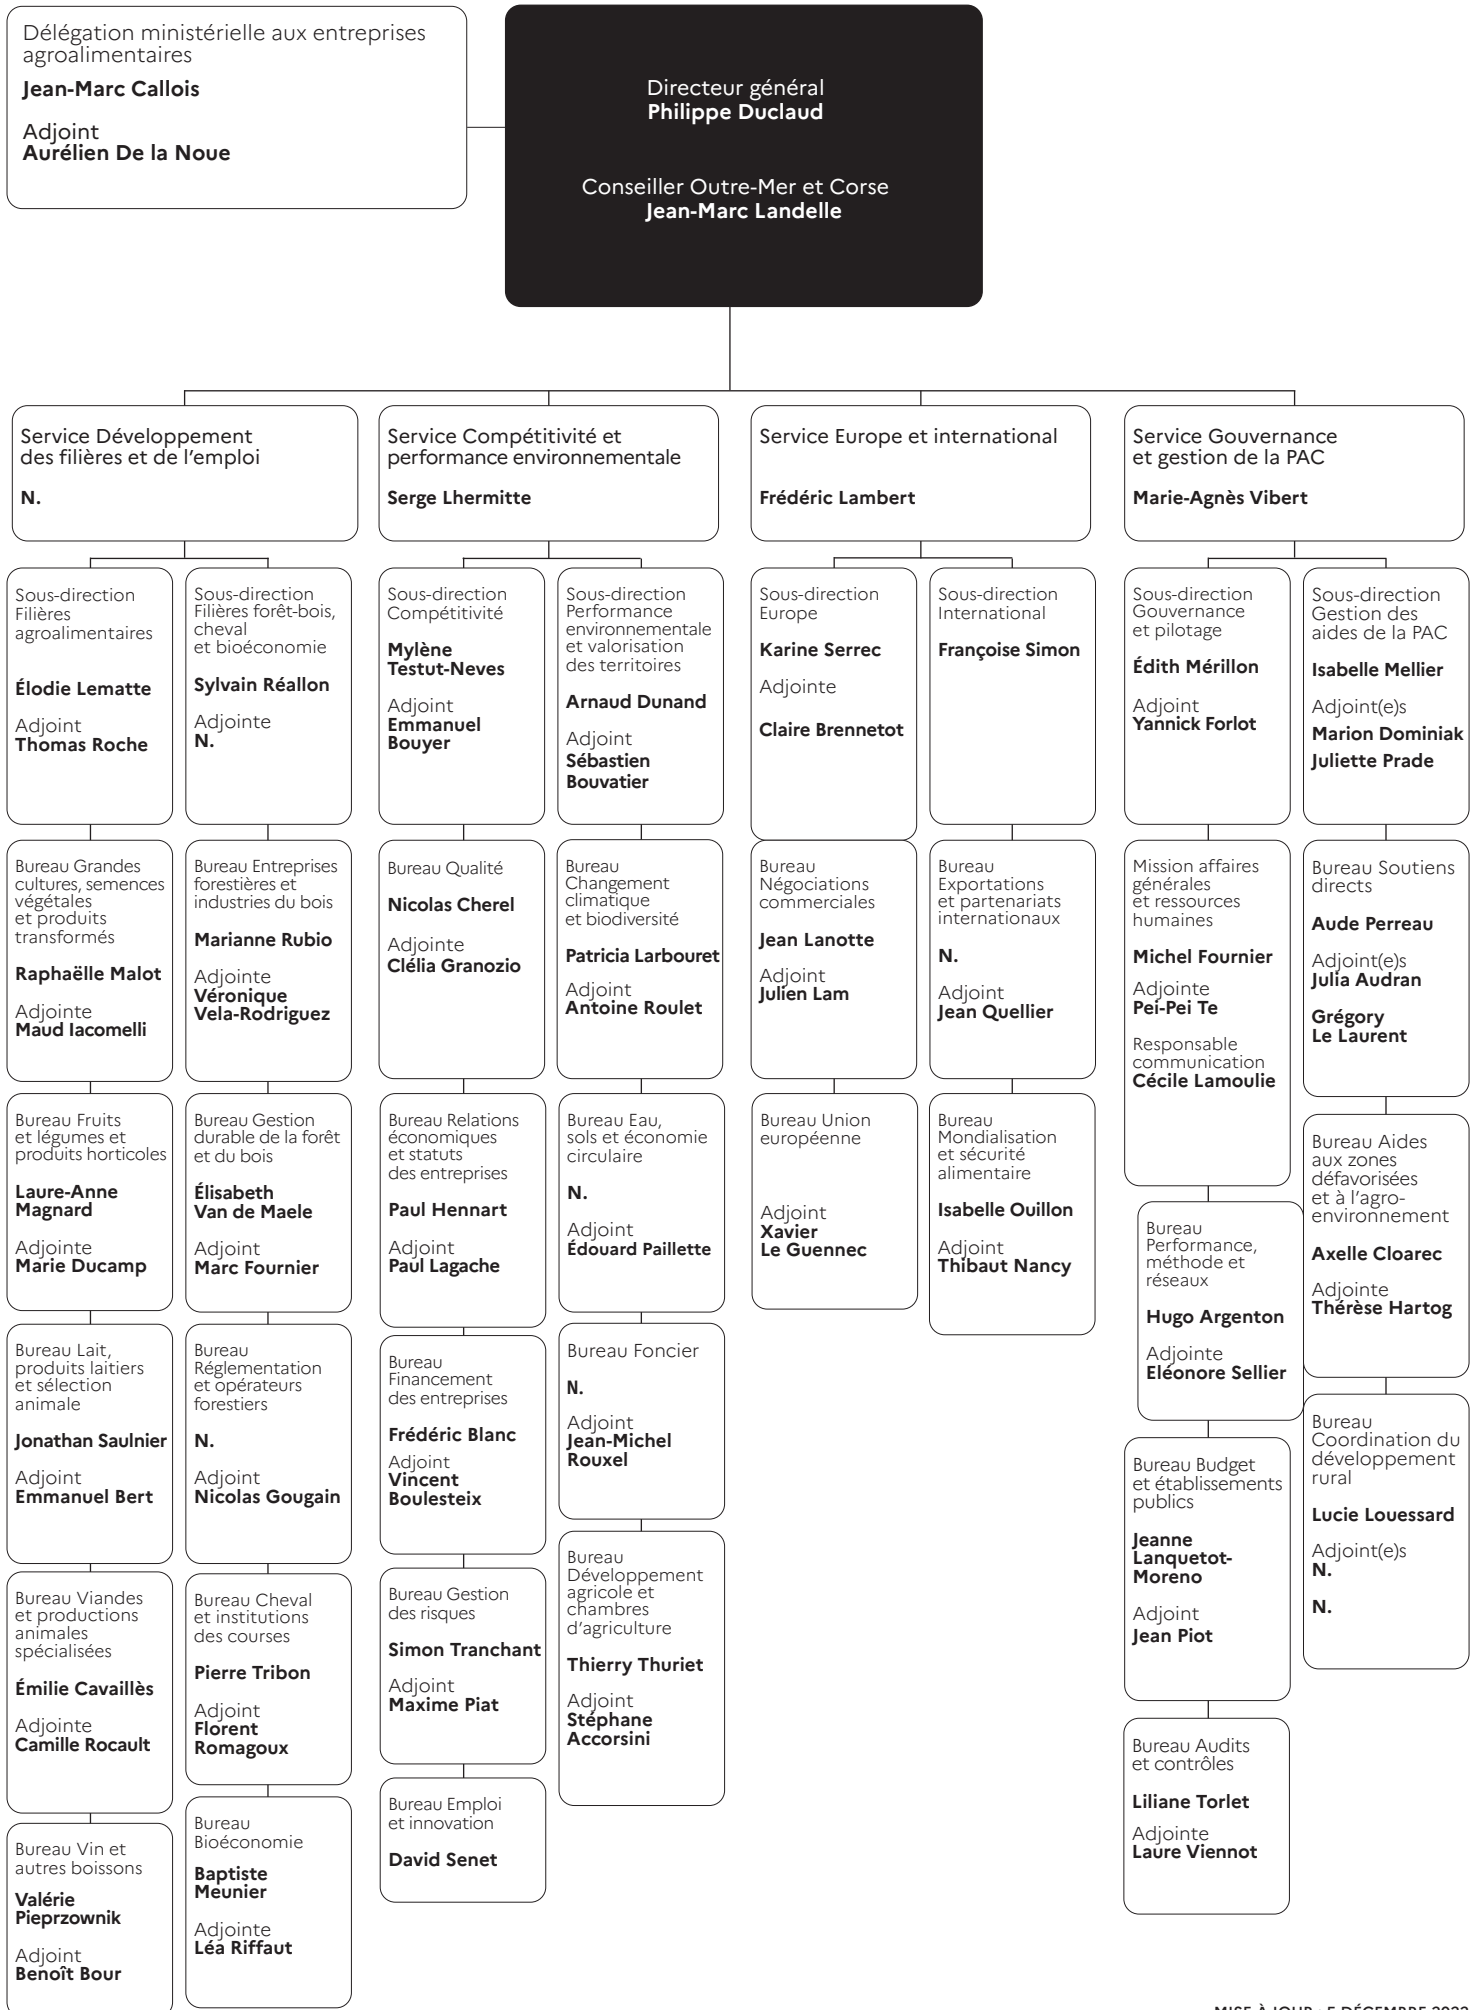 Délégation ministérielle aux entreprises
agroalimentaires
Jean-Marc Callois
Adjoint
Aurélien De la Noue
Directeur général
Philippe Duclaud
Conseiller Outre-Mer et Corse
Jean-Marc Landelle
Service Développement
des filières et de l'emploi
N.
Service Compétitivité et
performance environnementale
Serge Lhermitte
Service Europe et international
Frédéric Lambert
Service Gouvernance
et gestion de la PAC
Marie-Agnès Vibert
Sous-direction
Filières
agroalimentaires
Élodie Lematte
Adjoint
Thomas Roche
Sous-direction
Filières forêt-bois,
cheval
et bioéconomie
Sylvain Réallon
Adjointe
N.
Sous-direction
Compétitivité
Mylène
Testut-Neves
Adjoint
Emmanuel
Bouyer
Sous-direction
Performance
environnementale
et valorisation
des territoires
Arnaud Dunand
Adjoint
Sébastien
Bouvatier
Sous-direction
Europe
Karine Serrec
Adjointe
Claire Brennetot
Sous-direction
International
Françoise Simon
Sous-direction
Gouvernance
et pilotage
Édith Mérillon
Adjoint
Yannick Forlot
Sous-direction
Gestion des
aides de la PAC
Isabelle Mellier
Adjoint(e)s
Marion Dominiak
Juliette Prade
Bureau Grandes
cultures, semences
végétales
et produits
transformés
Raphaëlle Malot
Adjointe
Maud Iacomelli
Bureau Entreprises
forestières et
industries du bois
Marianne Rubio
Adjointe
Véronique
Vela-Rodriguez
Bureau Qualité
Nicolas Cherel
Adjointe
Clélia Granozio
Bureau
Changement
climatique
et biodiversité
Patricia Larbouret
Adjoint
Antoine Roulet
Bureau
Négociations
commerciales
Jean Lanotte
Adjoint
Julien Lam
Bureau
Exportations
et partenariats
internationaux
N.
Adjoint
Jean Quellier
Mission affaires
générales
et ressources
humaines
Michel Fournier
Adjointe
Pei-Pei Te
Responsable
communication
Cécile Lamoulie
Bureau Soutiens
directs
Aude Perreau
Adjoint(e)s
Julia Audran
Grégory
Le Laurent
Bureau Fruits
et légumes et
produits horticoles
Laure-Anne
Magnard
Adjointe
Marie Ducamp
Bureau Gestion
durable de la forêt
et du bois
Élisabeth
Van de Maele
Adjoint
Marc Fournier
Bureau Relations
économiques
et statuts
des entreprises
Paul Hennart
Adjoint
Paul Lagache
Bureau Eau,
sols et économie
circulaire
N.
Adjoint
Édouard Paillette
Bureau Union
européenne
Adjoint
Xavier
Le Guennec
Bureau
Mondialisation
et sécurité
alimentaire
Isabelle Ouillon
Adjoint
Thibaut Nancy
Bureau
Performance,
méthode et
réseaux
Hugo Argenton
Adjointe
Eléonore Sellier
Bureau Aides
aux zones
défavorisées
et à l'agro-
environnement
Axelle Cloarec
Adjointe
Thérèse Hartog
Bureau Lait,
produits laitiers
et sélection
animale
Jonathan Saulnier
Adjoint
Emmanuel Bert
Bureau
Réglementation
et opérateurs
forestiers
N.
Adjoint
Nicolas Gougain
Bureau
Financement
des entreprises
Frédéric Blanc
Adjoint
Vincent
Boulesteix
Bureau Foncier
N.
Adjoint
Jean-Michel
Rouxel
Bureau Budget
et établissements
publics
Jeanne
Lanquetot-
Moreno
Adjoint
Jean Piot
Bureau
Coordination du
développement
rural
Lucie Louessard
Adjoint(e)s
N.
N.
Bureau Viandes
et productions
animales
spécialisées
Émilie Cavaillès
Adjointe
Camille Rocault
Bureau Cheval
et institutions
des courses
Pierre Tribon
Adjoint
Florent
Romagoux
Bureau Gestion
des risques
Simon Tranchant
Adjoint
Maxime Piat
Bureau
Développement
agricole et
chambres
d'agriculture
Thierry Thuriet
Adjoint
Stéphane
Accorsini
Bureau Audits
et contrôles
Liliane Torlet
Adjointe
Laure Viennot
Bureau Vin et
autres boissons
Valérie
Pieprzownik
Adjoint
Benoît Bour
Bureau
Bioéconomie
Baptiste
Meunier
Adjointe
Léa Riffaut
Bureau Emploi
et innovation
David Senet